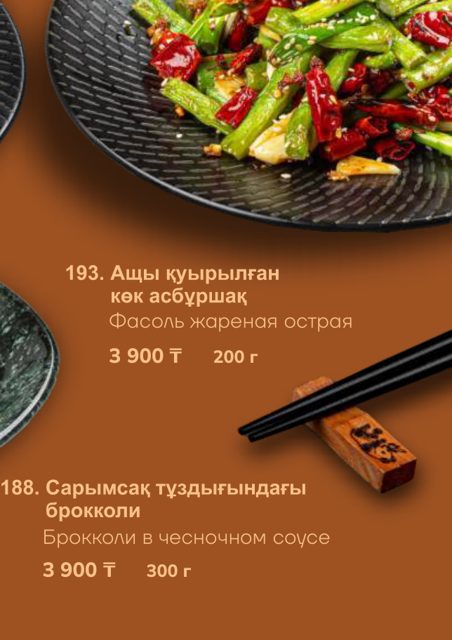 193. Ащы қуырылған
көк асбұршақ
Фасоль жареная острая
3 900 ₸ 200 г
188. Сарымсақ тұздығындағы
брокколи
Брокколи в чесночном соусе
3 900 ₸ 300 г